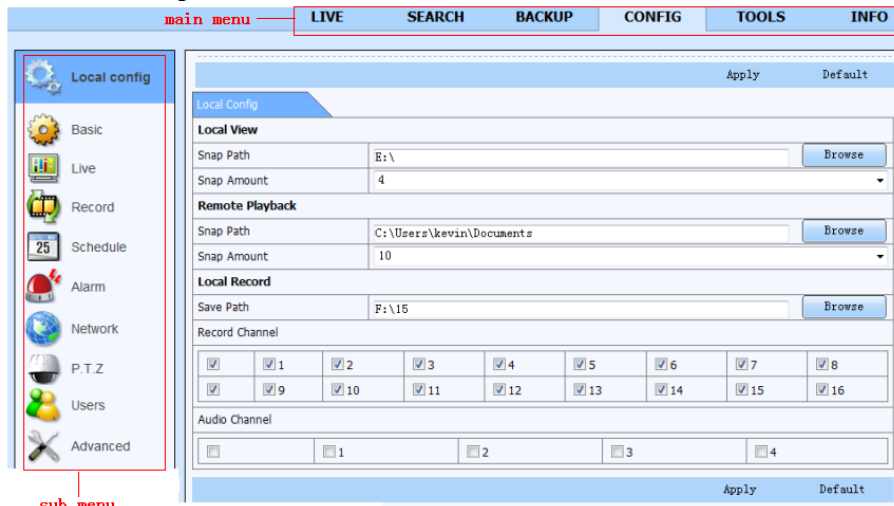 main menu
LIVE SEARCH BACKUP CONFIG TOOLS INFO
Local config
Basic
Live
Record
25
Schedule
Alarm
Network
P.T.Z
Users
Advanced
sub menu
Apply Default
Local Config
Local View
Snap Path E:\ Browse
Snap Amount 4
Remote Playback
Snap Path C:\Users\kevin\Documents Browse
Snap Amount 10
Local Record
Save Path F:\15 Browse
Record Channel
1 2 3 4 5 6 7 8
9 10 11 12 13 14 15 16
Audio Channel
1 2 3 4
Apply Default